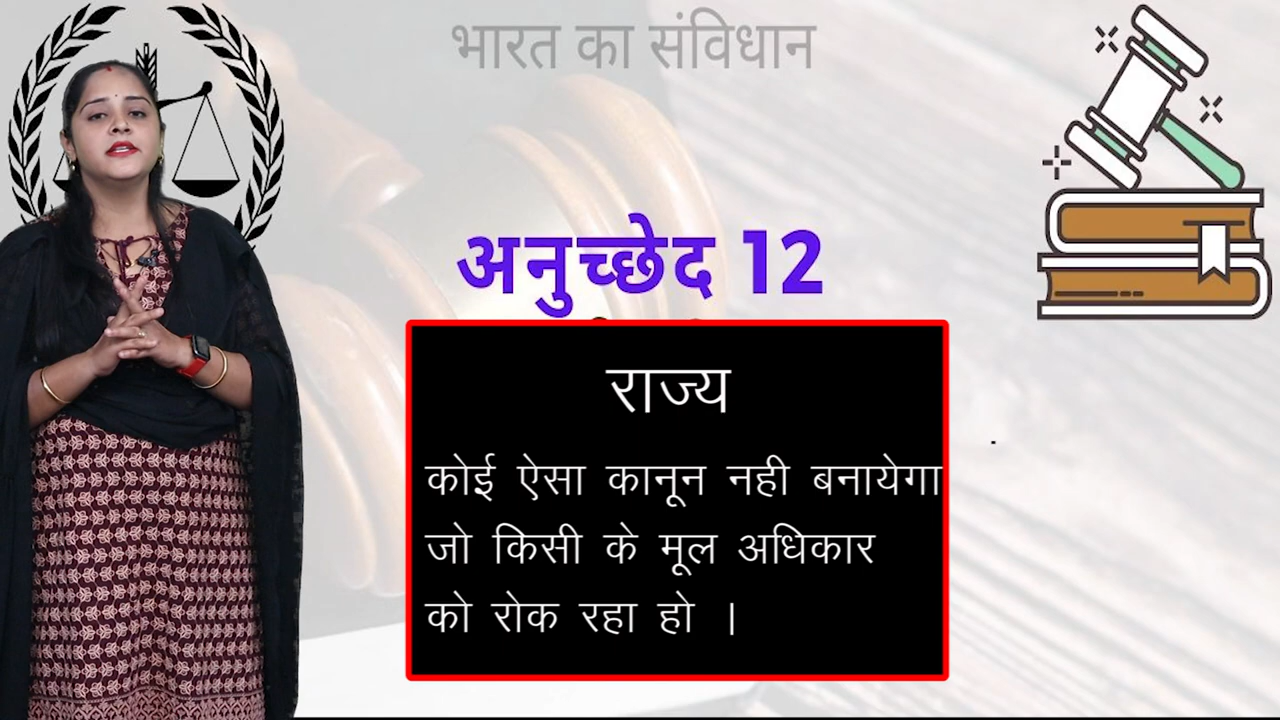 भारत का संविधान
अनुच्छेद 12
राज्य
कोई ऐसा कानून नही बनायेगा
जो किसी के मूल अधिकार
को रोक रहा हो ।